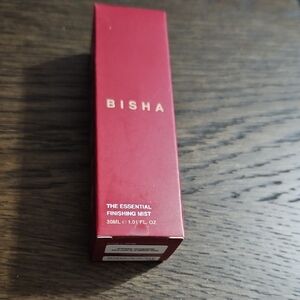 BISHA
THE ESSENTIAL
FINISHING MIST
30ML | 1.01 FL. OZ